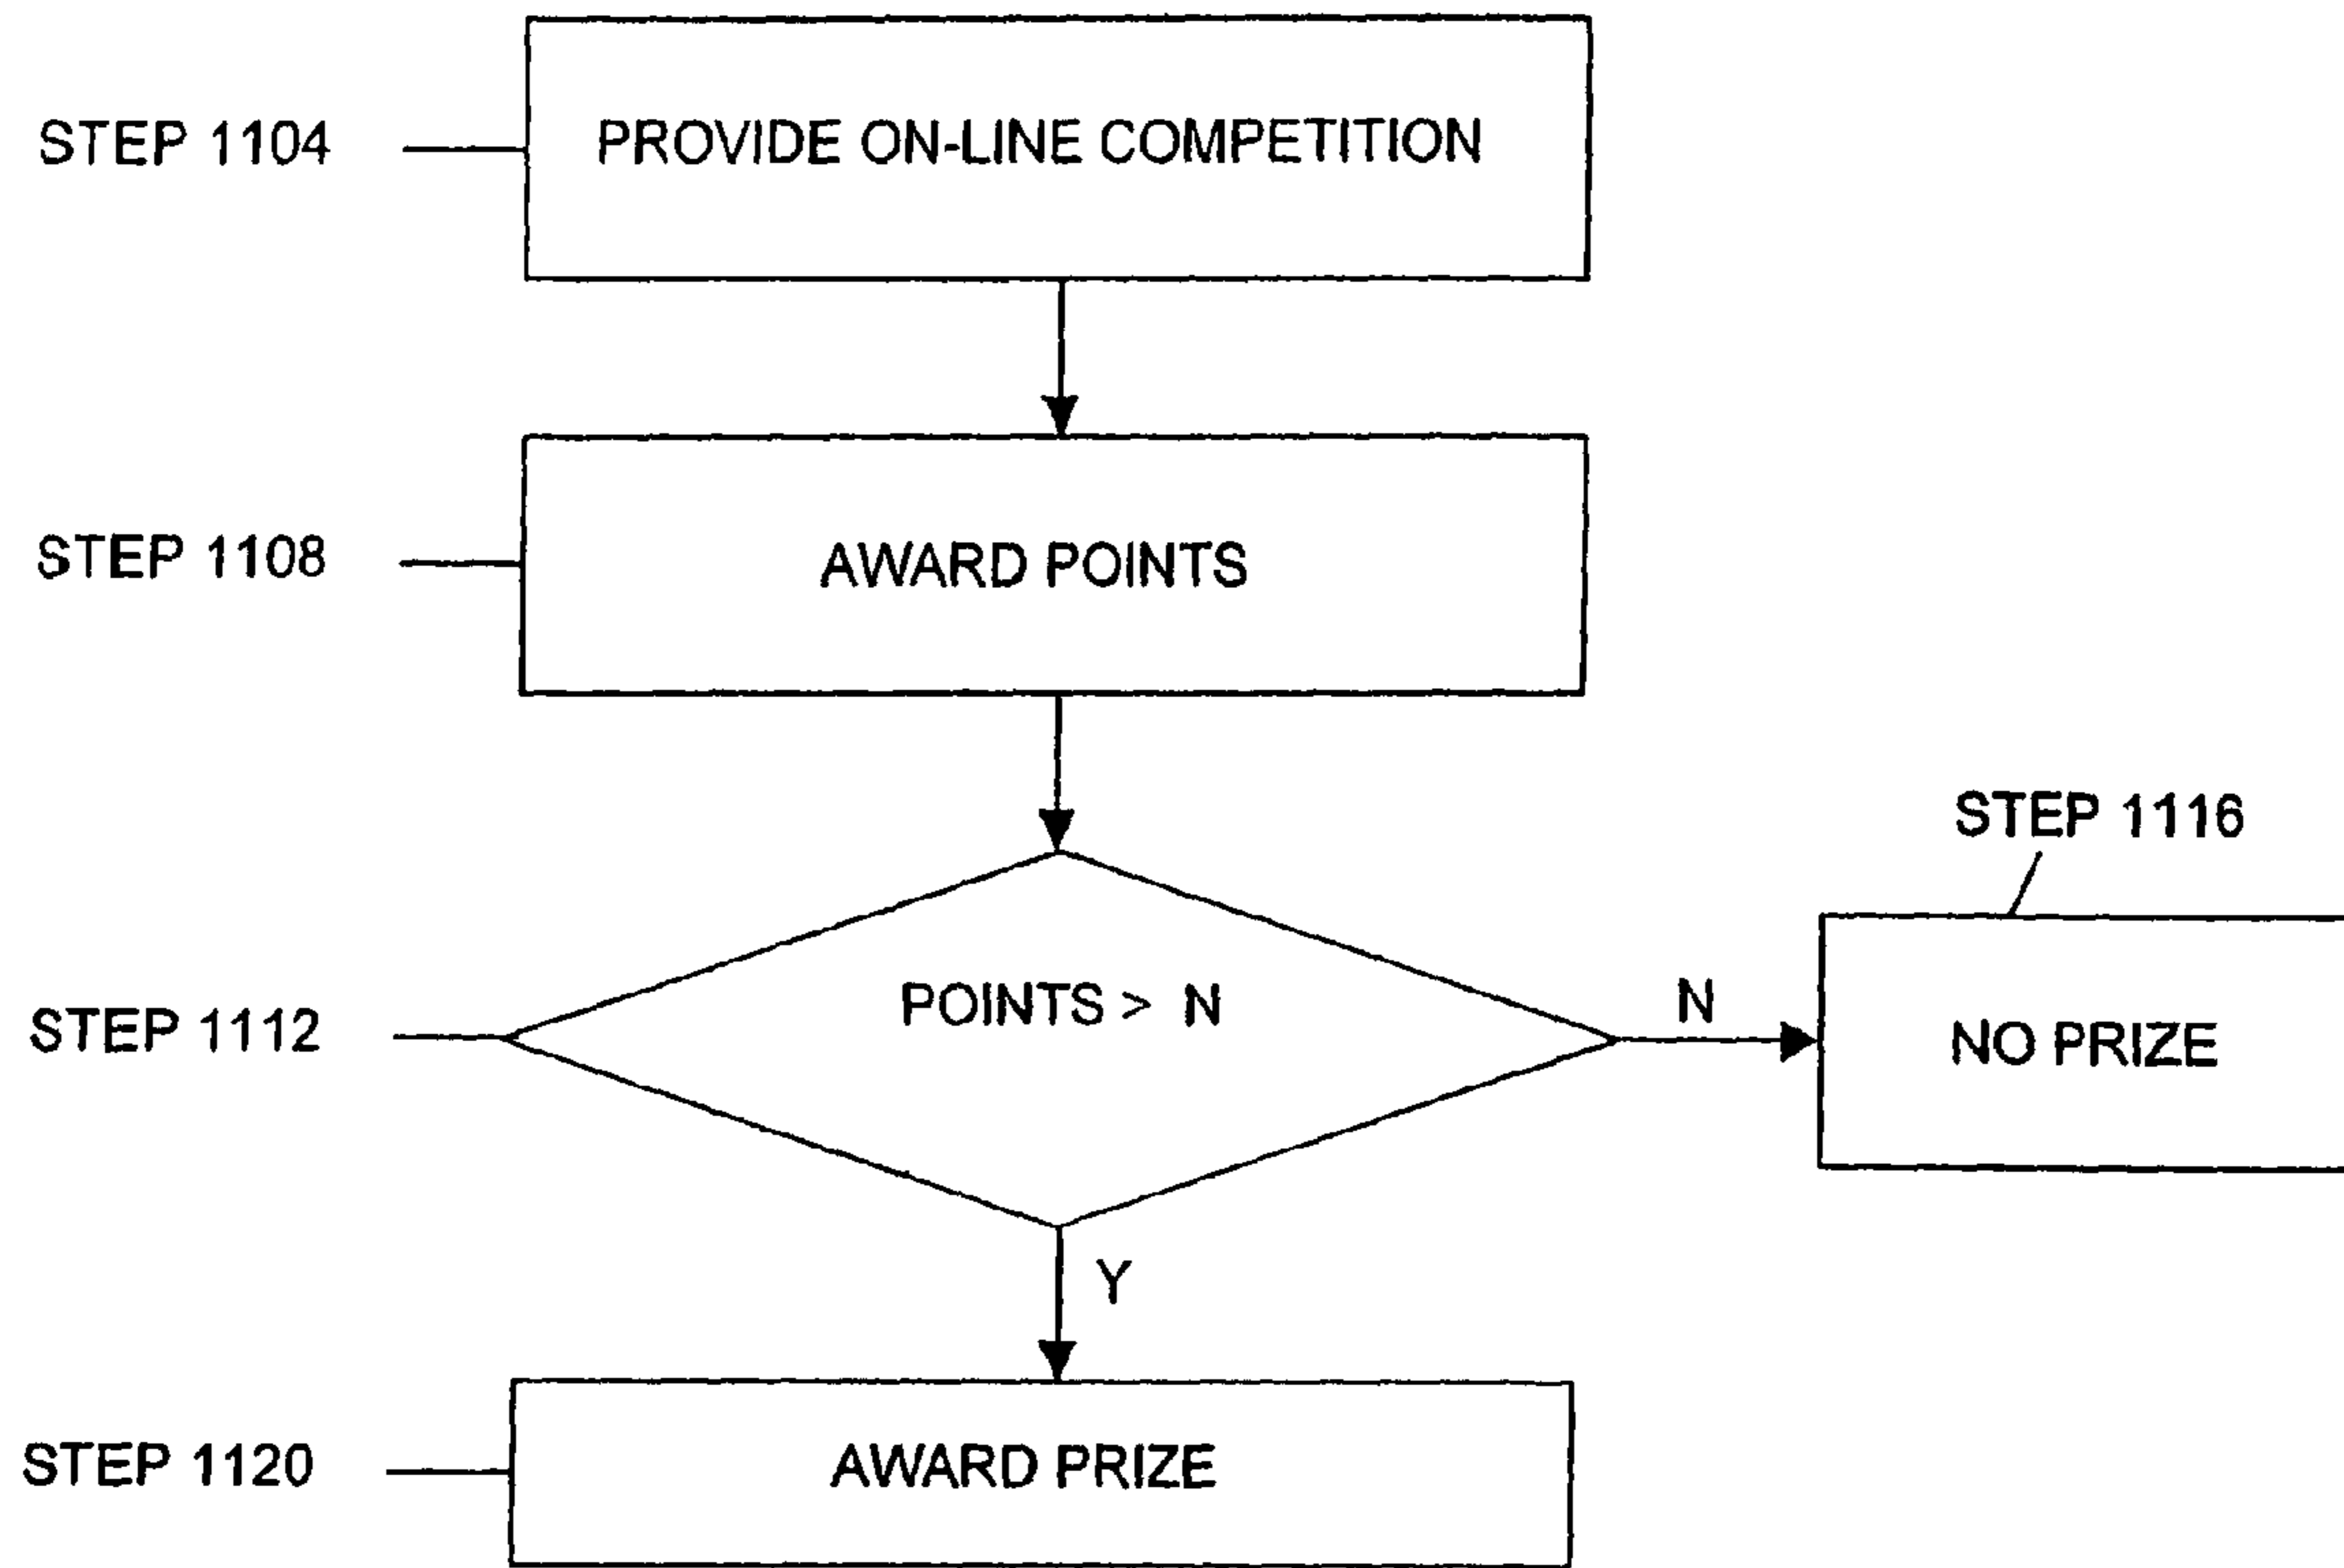 STEP 1104
PROVIDE ON-LINE COMPETITION
STEP 1108
AWARD POINTS
STEP 1116
STEP 1112
POINTS > N
N
NO PRIZE
Y
STEP 1120
AWARD PRIZE